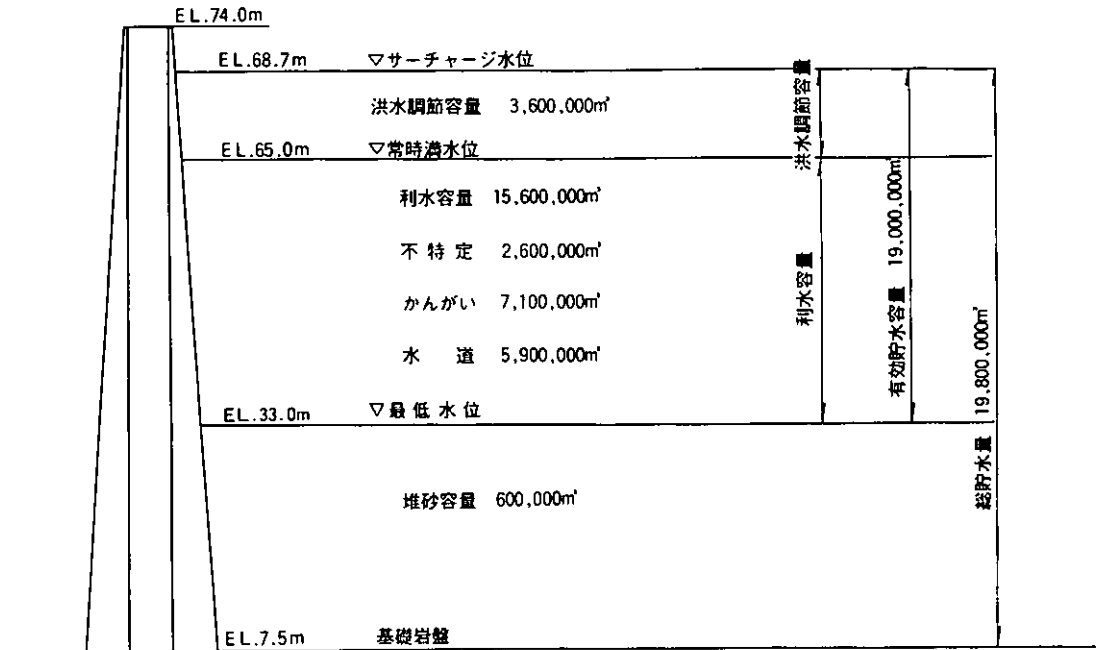 EL.74.0m
EL.68.7m ▽サーチャージ水位
洪水調節容量 3,600,000㎥
EL.65.0m ▽常時満水位
利水容量 15,600,000㎥
不特定 2,600,000㎥
かんがい 7,100,000㎥
水道 5,900,000㎥
EL.33.0m ▽最低水位
堆砂容量 600,000㎥
EL.7.5m 基礎岩盤
洪水調節容量
利水容量
有効貯水容量 19,000,000㎥
総貯水量 19,800,000㎥